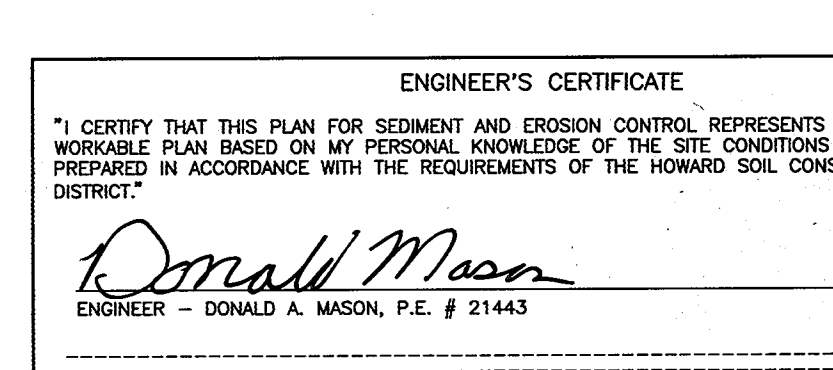 ENGINEER'S CERTIFICATE
"I CERTIFY THAT THIS PLAN FOR SEDIMENT AND EROSION CONTROL REPRESENTS
WORKABLE PLAN BASED ON MY PERSONAL KNOWLEDGE OF THE SITE CONDITIONS
PREPARED IN ACCORDANCE WITH THE REQUIREMENTS OF THE HOWARD SOIL CONS
DISTRICT."
Donald Mason
ENGINEER – DONALD A. MASON, P.E. # 21443